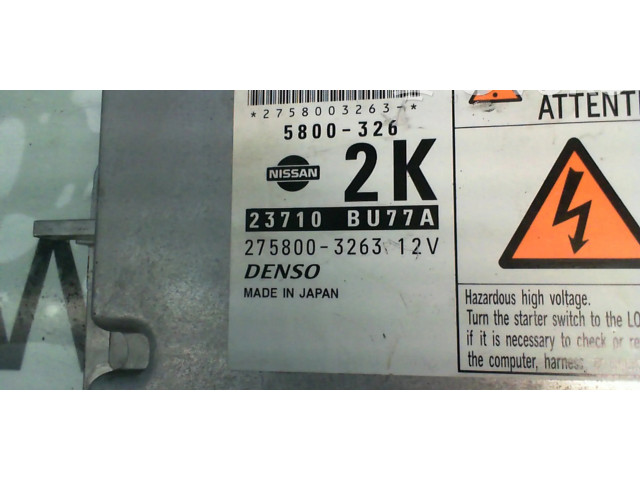 *2758003263-*
5800-326
NISSAN
2K
23710 BU77A
275800-3263 12V
DENSO
MADE IN JAPAN
ATTENTI
Hazardous high voltage.
Turn the starter switch to the LO
if it is necessary to check or re
the computer, harness,